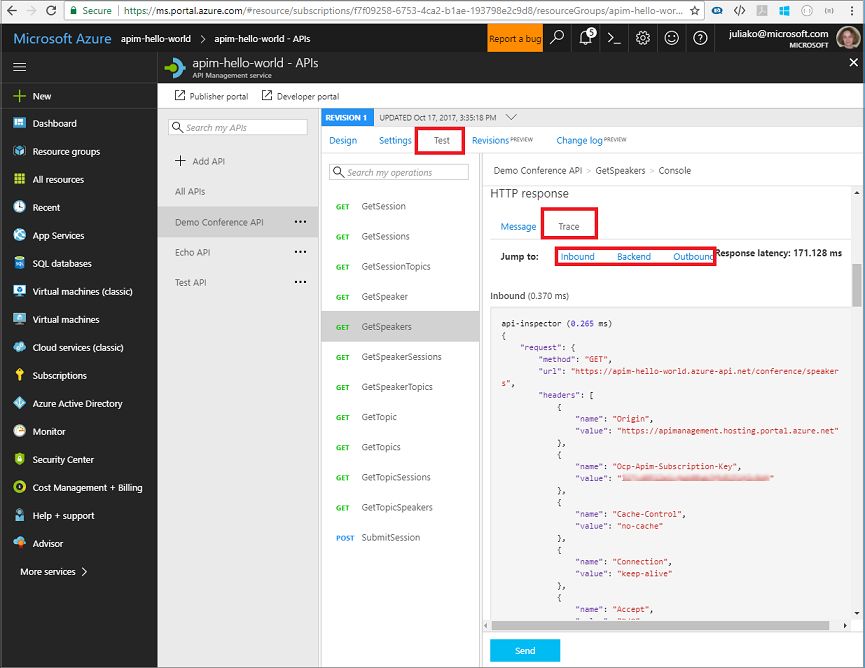 Secure
https://ms.portal.azure.com/#resource/subscriptions/f7f09258-6753-4ca2-b1ae-193798e2c9d8/resourceGroups/apim-hello-wor
Microsoft Azure apim-hello-world > apim-hello-world - APIs
Report a bug
5
juliako@microsoft.com
MICROSOFT
apim-hello-world - APIs
API Management service
New
Dashboard
Resource groups
All resources
Recent
App Services
SQL databases
Virtual machines (classic)
Virtual machines
Cloud services (classic)
Subscriptions
Azure Active Directory
Monitor
Security Center
Cost Management + Billing
Help + support
Advisor
More services >
Publisher portal
Developer portal
Search my APIs
Add API
All APIs
Demo Conference API ...
Echo API ...
Test API ...
REVISION 1 UPDATED Oct 17, 2017, 3:35:18 PM
Design Settings Test Revisions PREVIEW Change log PREVIEW
Search my operations
GET GetSession
GET GetSessions
GET GetSessionTopics
GET GetSpeaker
GET GetSpeakers
GET GetSpeakerSessions
GET GetSpeakerTopics
GET GetTopic
GET GetTopics
GET GetTopicSessions
GET GetTopicSpeakers
POST SubmitSession
Demo Conference API > GetSpeakers > Console
HTTP response
Message Trace
Jump to: Inbound Backend Outbound Response latency: 171.128 ms
Inbound (0.370 ms)
api-inspector (0.265 ms)
{
"request": {
"method": "GET",
"url": "https://apim-hello-world.azure-api.net/conference/speaker
s",
"headers": [
{
"name": "Origin",
"value": "https://apimanagement.hosting.portal.azure.net"
},
{
"name": "Ocp-Apim-Subscription-Key",
"value": "
},
{
"name": "Cache-Control",
"value": "no-cache"
},
{
"name": "Connection",
"value": "keep-alive"
},
{
"name": "Accept",
Send